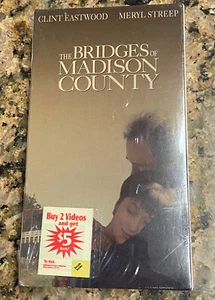 CLINT EASTWOOD MERYL STREEP
THE BRIDGES OF
MADISON
COUNTY
Buy 2 Videos
and get
$5